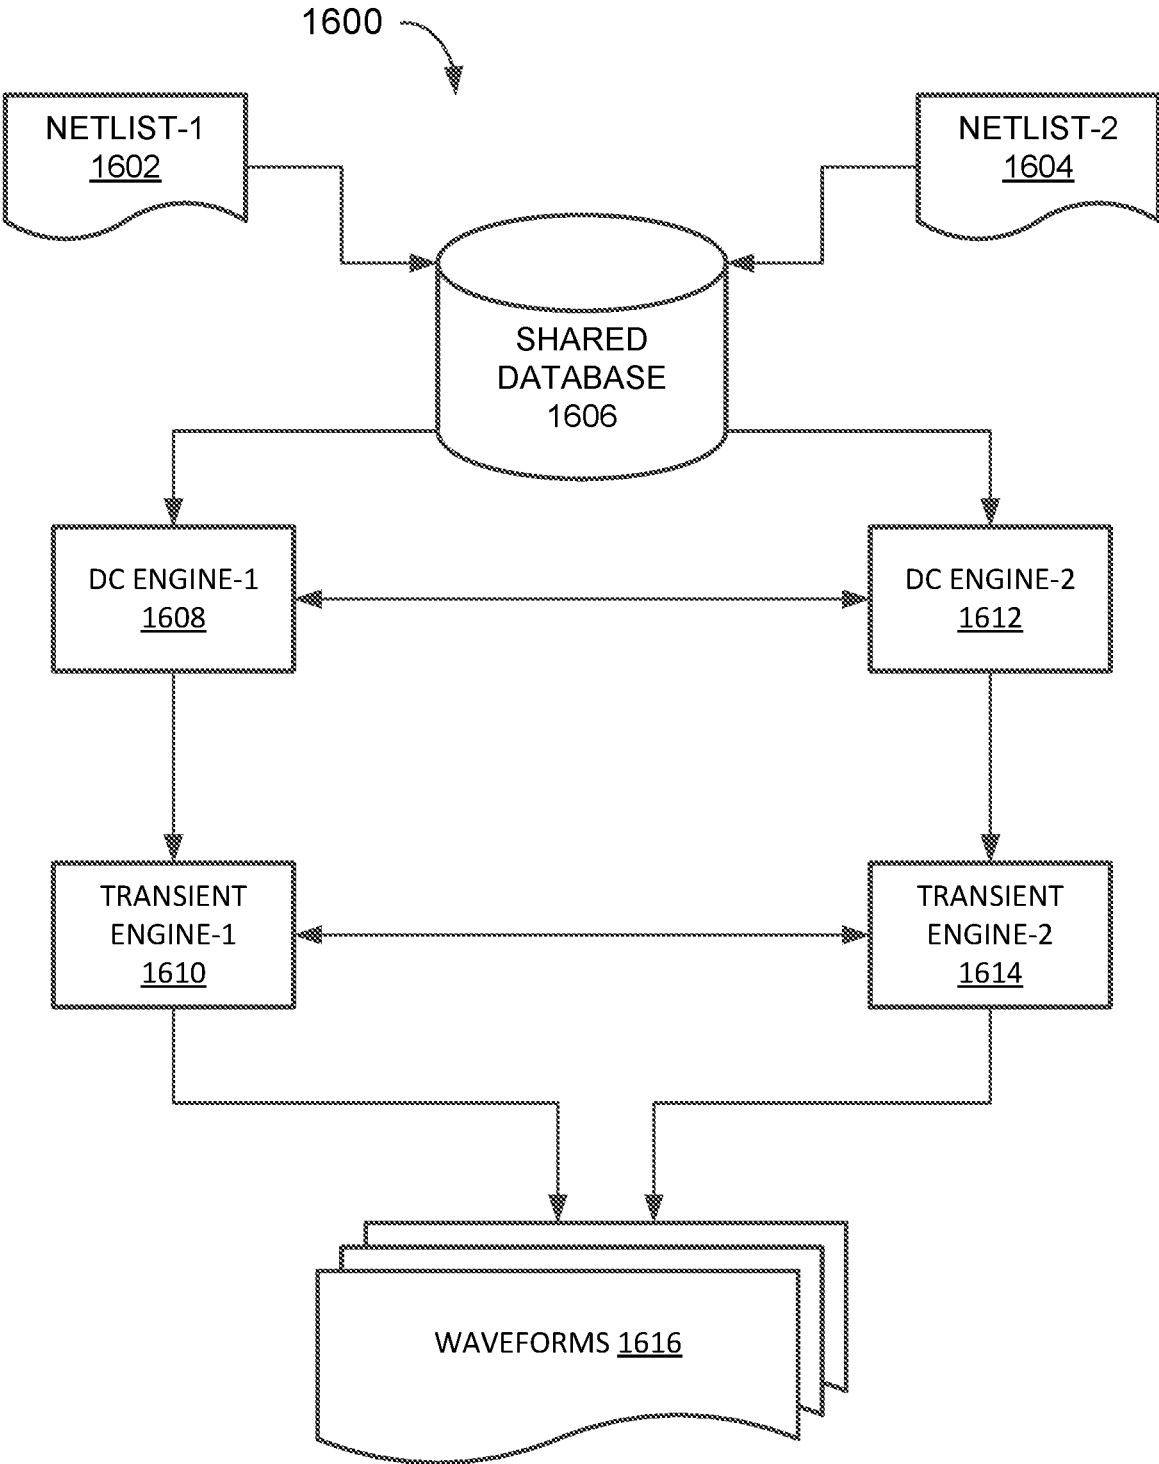 1600
NETLIST-1
1602
NETLIST-2
1604
SHARED
DATABASE
1606
DC ENGINE-1
1608
DC ENGINE-2
1612
TRANSIENT
ENGINE-1
1610
TRANSIENT
ENGINE-2
1614
WAVEFORMS 1616